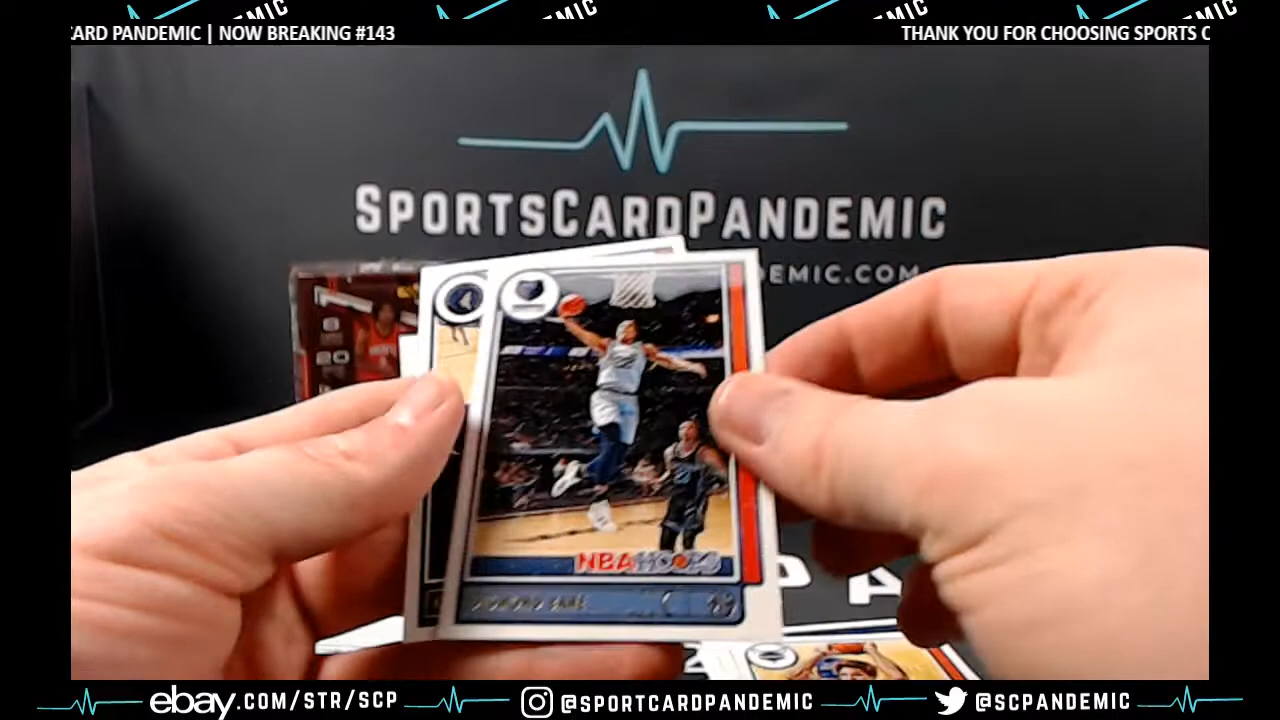 CARD PANDEMIC | NOW BREAKING #143
THANK YOU FOR CHOOSING SPORTS C
SPORTSCARDPANDEMIC
DEMIC.COM
20
NBA HOOPS
P A
ebay.COM/STR/SCP
@SPORTCARDPANDEMIC
@SCPANDEMIC